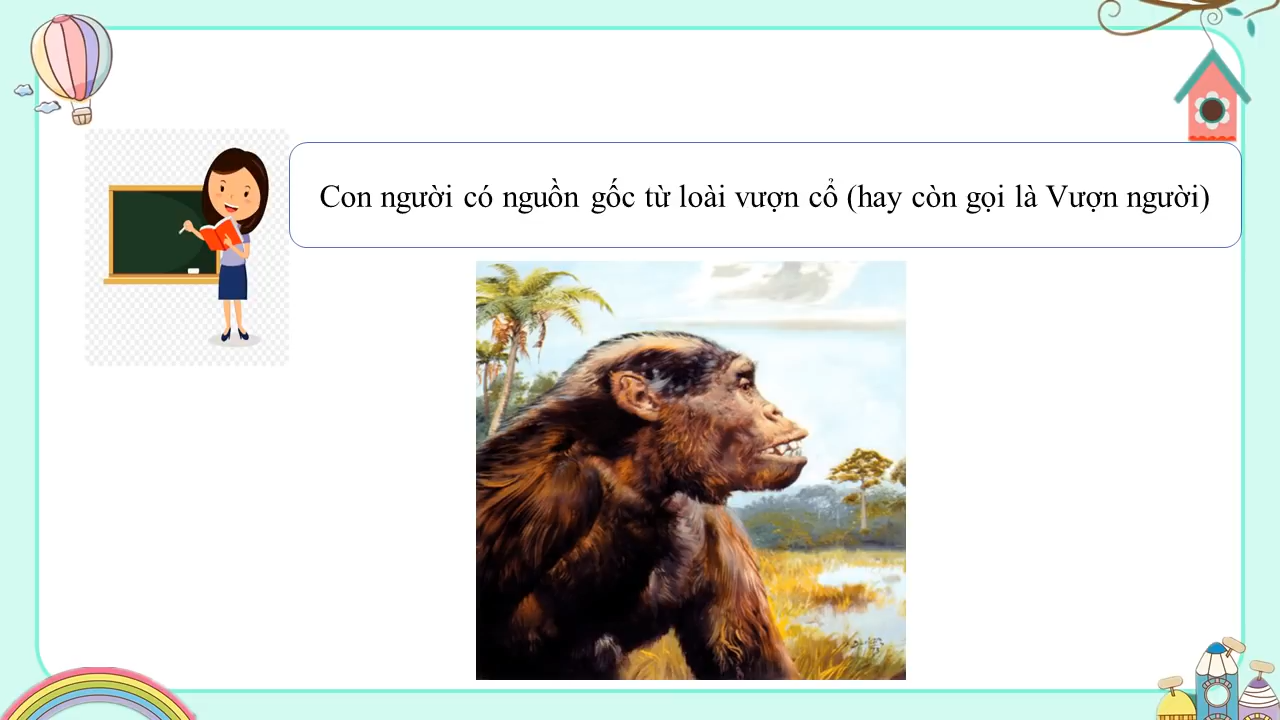 Con người có nguồn gốc từ loài vượn cổ (hay còn gọi là Vượn người)